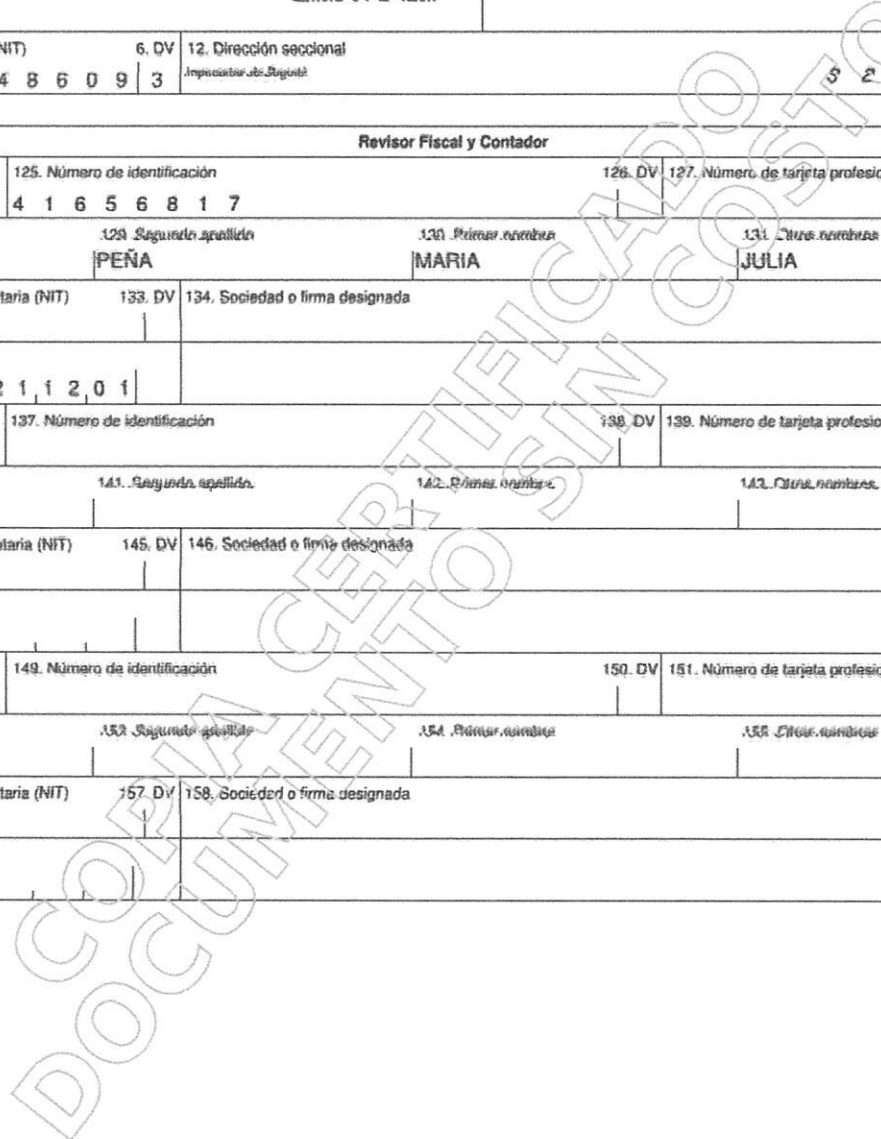 NIT) 6. DV 12. Dirección seccional
4 8 6 0 9 3 Impuestos de Bogotá 3 2
Revisor Fiscal y Contador
125. Número de identificación 126. DV 127. Número de tarjeta profesio
4 1 6 5 6 8 1 7
129. Segundo apellido 130. Primer nombre 131. Otros nombres
PEÑA MARIA JULIA
taria (NIT) 133. DV 134. Sociedad o firma designada
2 1 1 2 0 1
137. Número de identificación 138. DV 139. Número de tarjeta profesio
141. Segundo apellido 142. Primer nombre 143. Otros nombres
taria (NIT) 145. DV 146. Sociedad o firma designada
149. Número de identificación 150. DV 151. Número de tarjeta profesio
153. Segundo apellido 154. Primer nombre 155. Otros nombres
taria (NIT) 157. DV 158. Sociedad o firma designada
COPIA CERTIFICADO
DOCUMENTO SIN COSTO